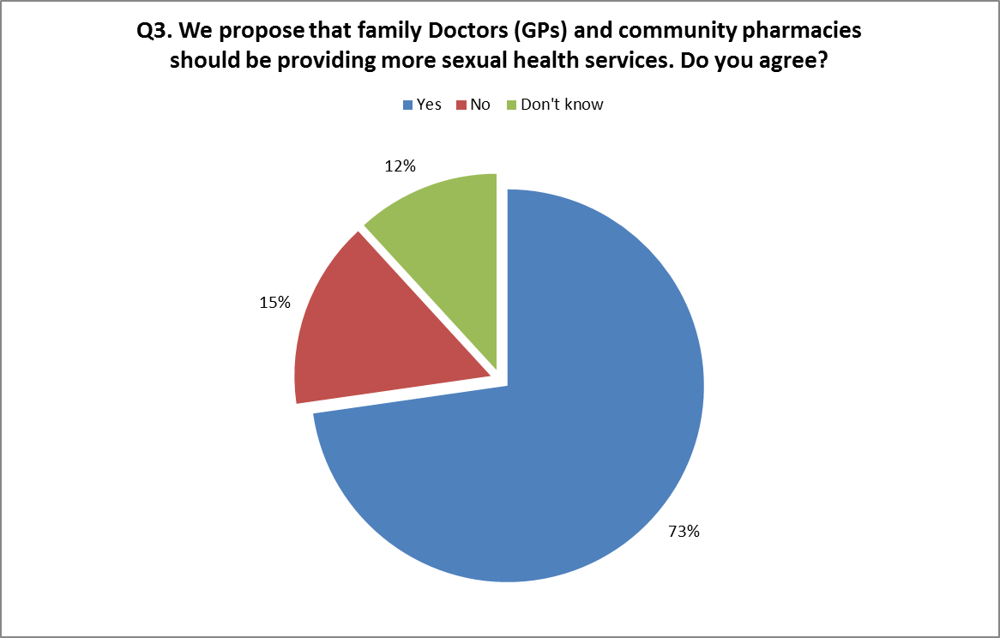 Q3. We propose that family Doctors (GPs) and community pharmacies
should be providing more sexual health services. Do you agree?
Yes No Don't know
12%
15%
73%